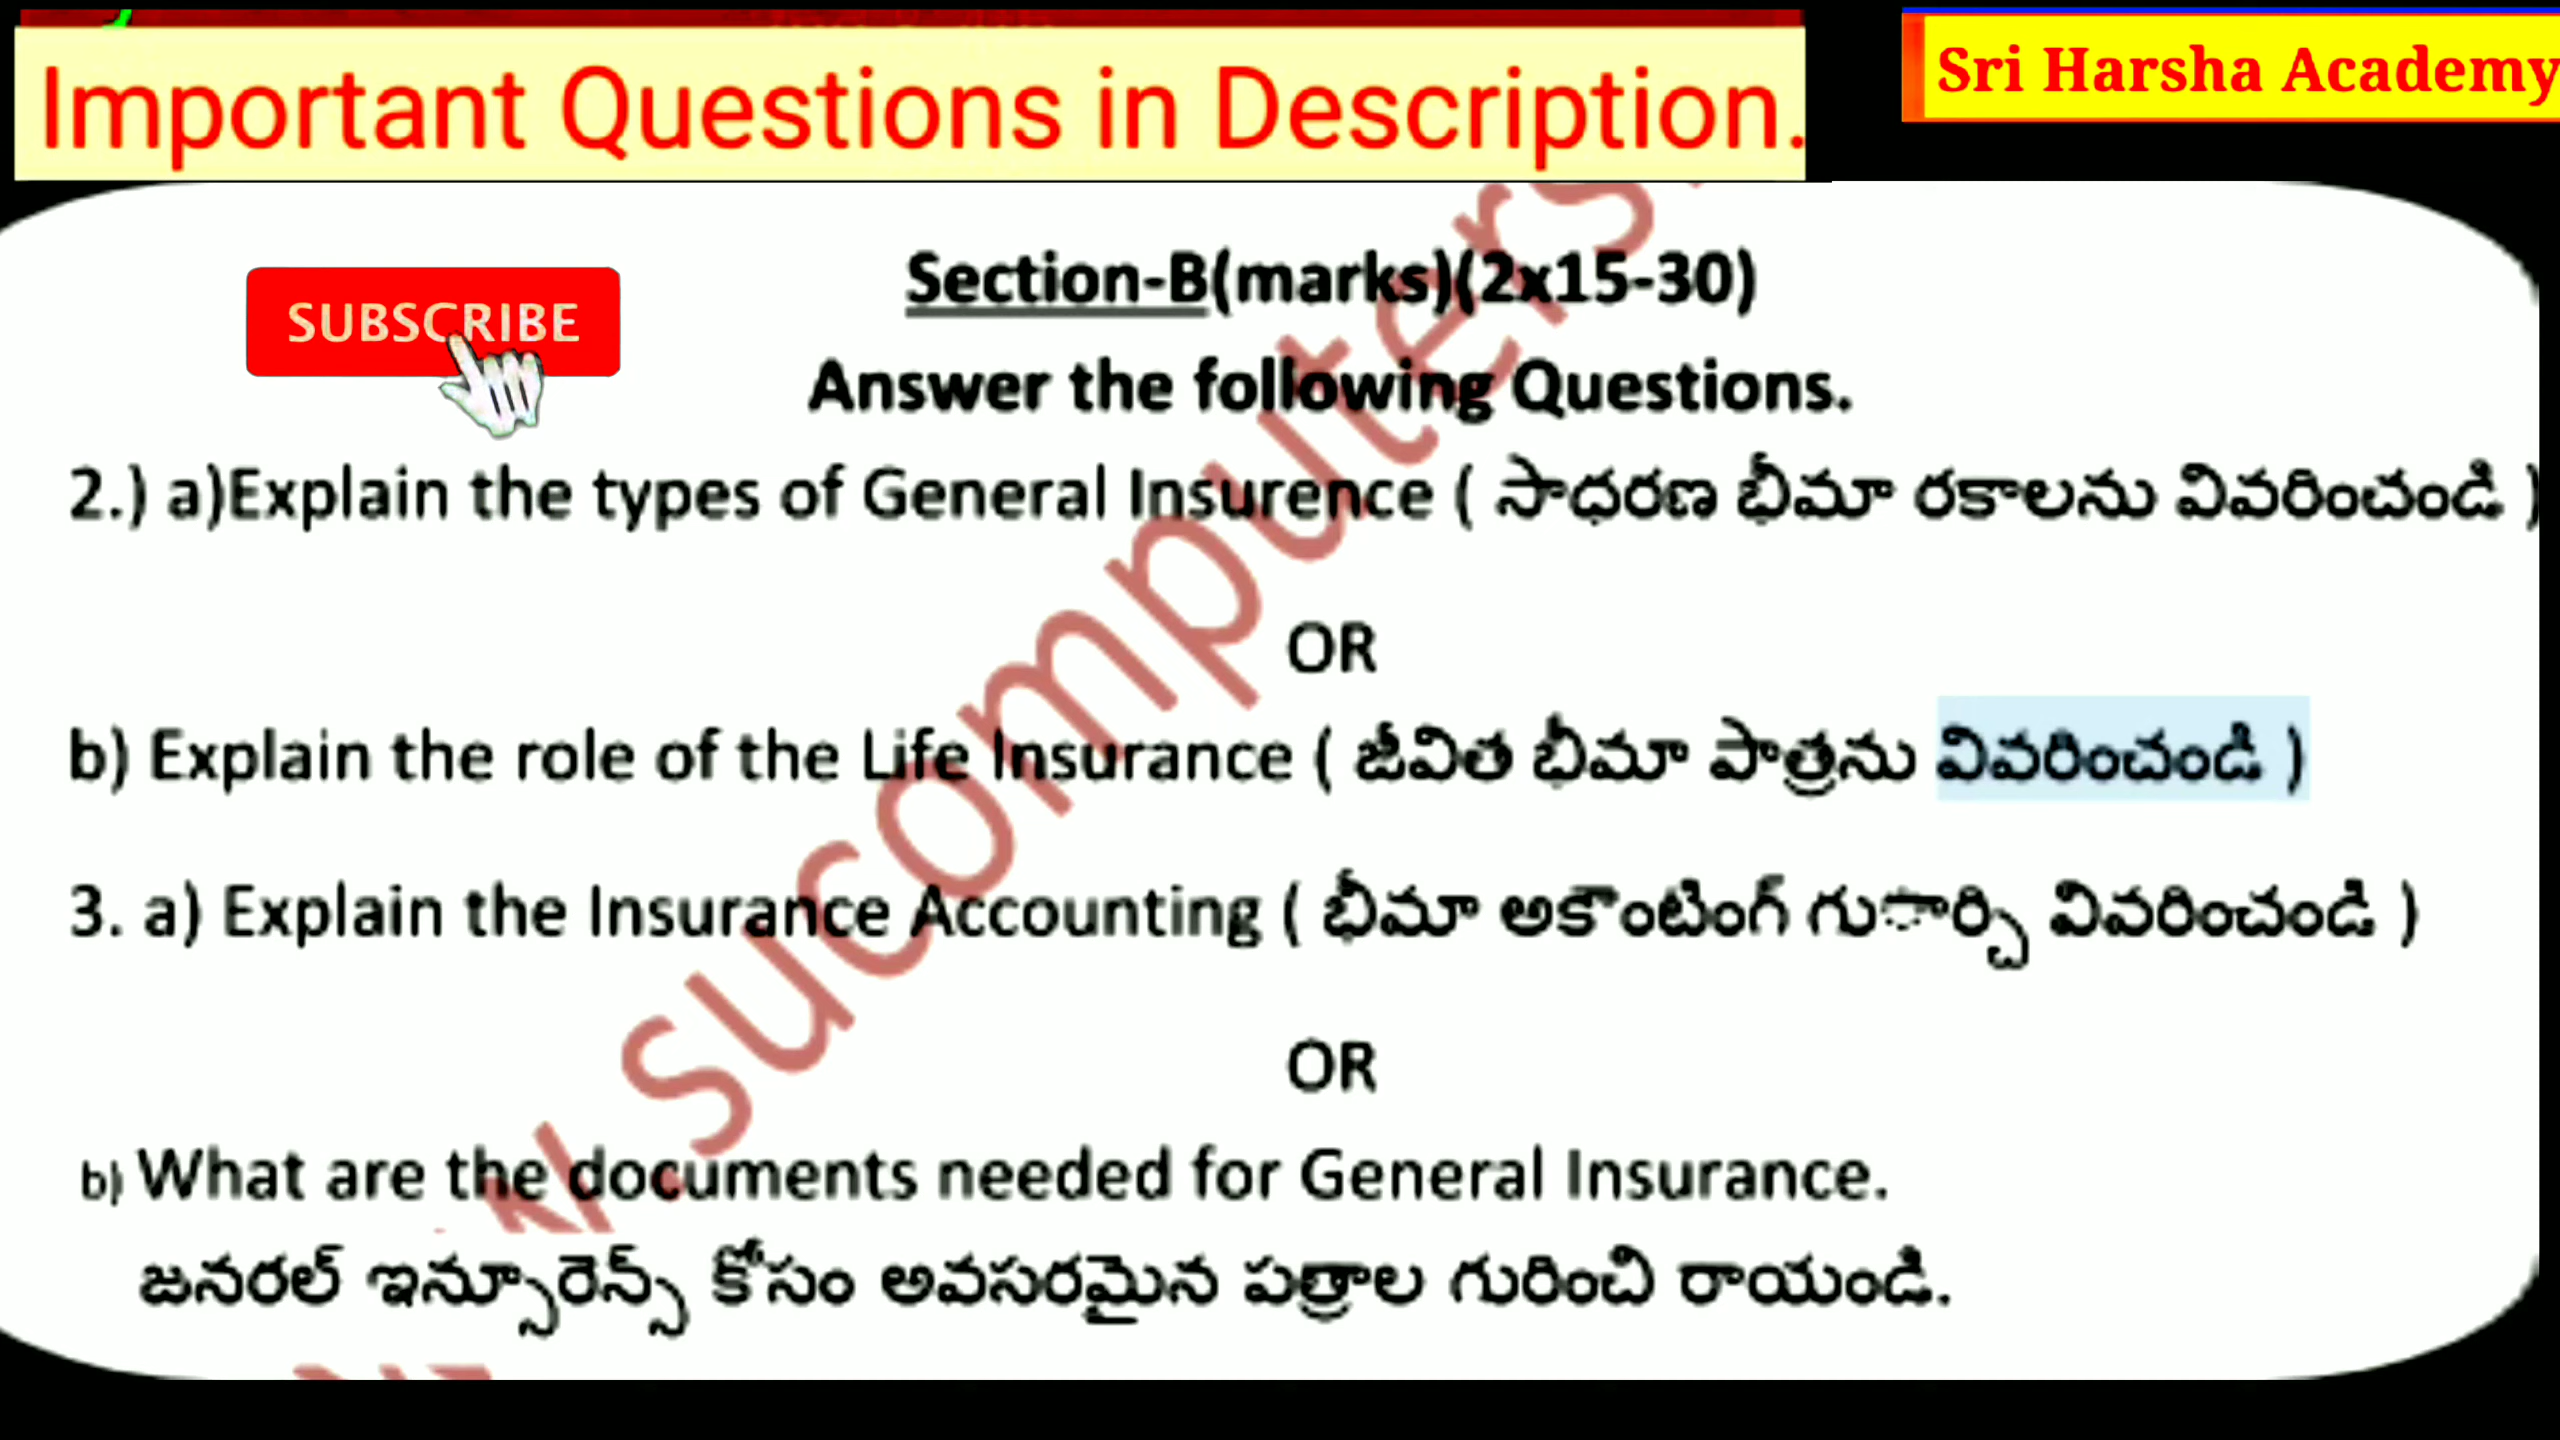 Important Questions in Description.
Sri Harsha Academy
SUBSCRIBE
Section-B(marks)(2x15-30)
Answer the following Questions.
2.) a)Explain the types of General Insurence ( సాధరణ భీమా రకాలను వివరించండి )
OR
b) Explain the role of the Life Insurance ( జీవిత భీమా పాత్రను వివరించండి )
3. a) Explain the Insurance Accounting ( భీమా అకౌంటింగ్ గుార్చి వివరించండి )
OR
b) What are the documents needed for General Insurance.
జనరల్ ఇన్సూరెన్స్ కోసం అవసరమైన పత్రాల గురించి రాయండి.
sucomputers